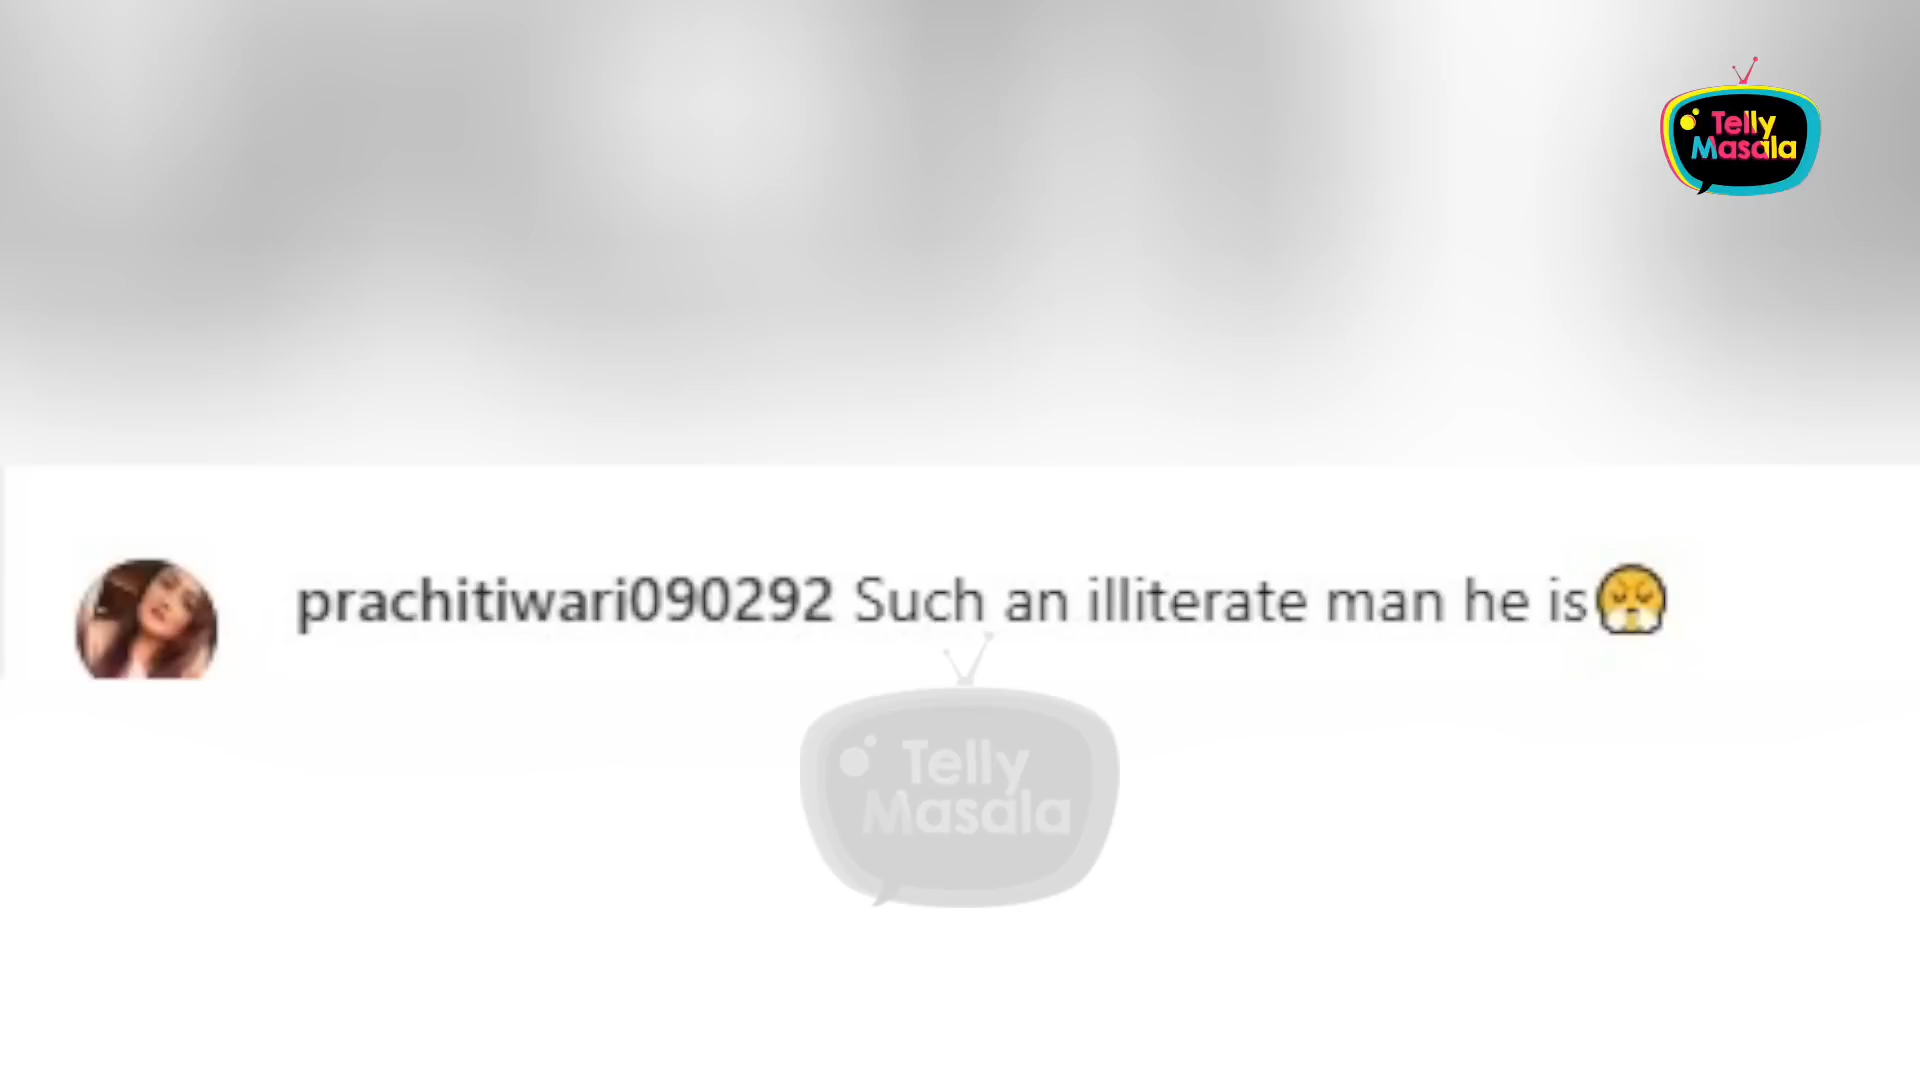 Telly
Masala
prachitiwari090292 Such an illiterate man he is😤
Telly
Masala